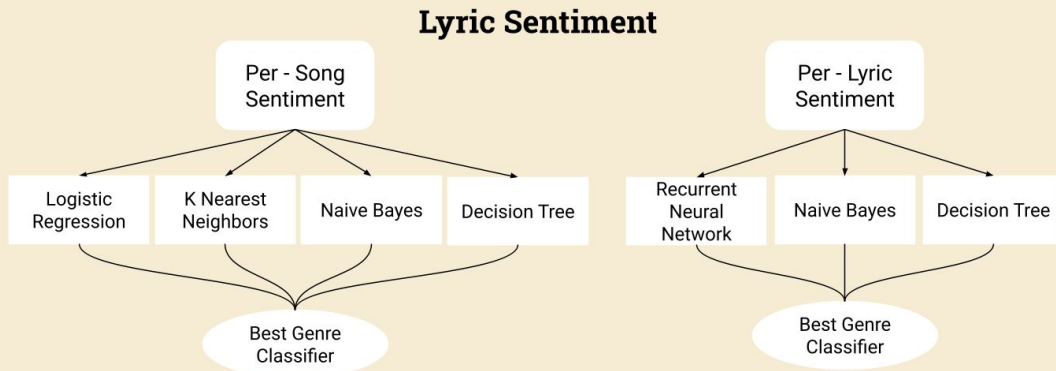 Lyric Sentiment
Per - Song
Sentiment
Per - Lyric
Sentiment
Logistic
Regression
K Nearest
Neighbors
Naive Bayes
Decision Tree
Recurrent
Neural
Network
Naive Bayes
Decision Tree
Best Genre
Classifier
Best Genre
Classifier